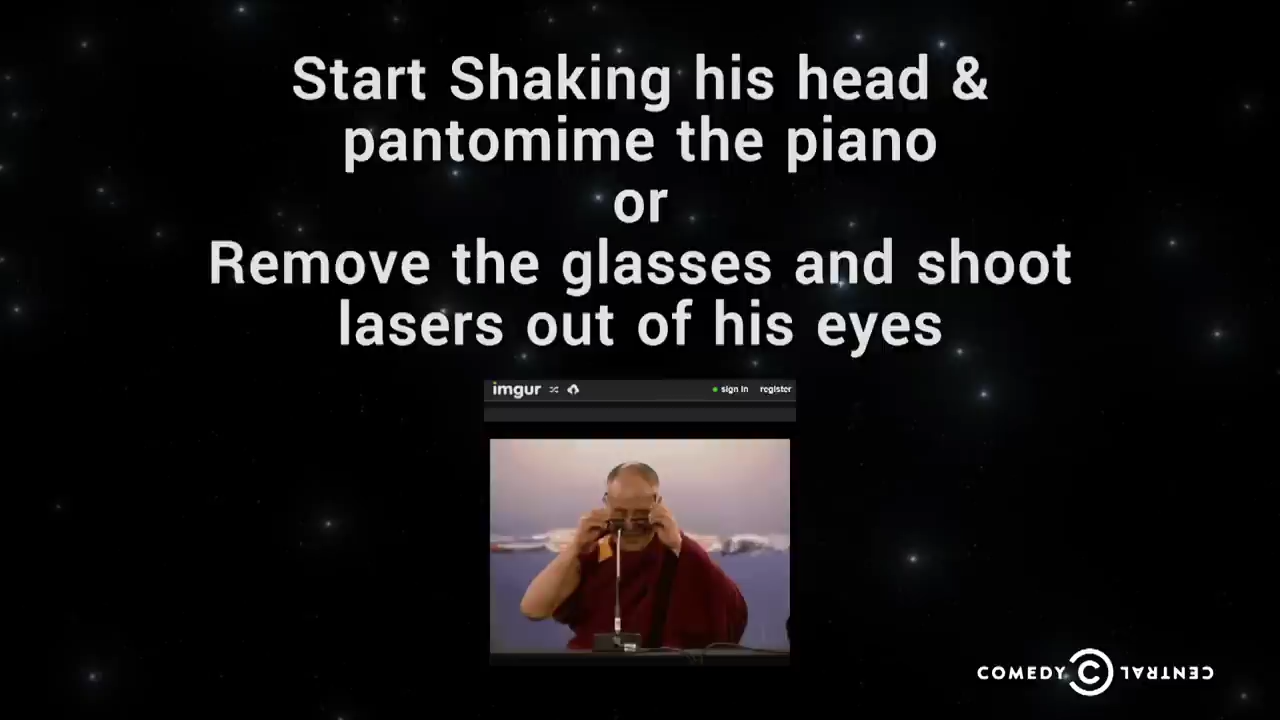 Start Shaking his head &
pantomime the piano
or
Remove the glasses and shoot
lasers out of his eyes
imgur
sign in register
COMEDY CENTRAL